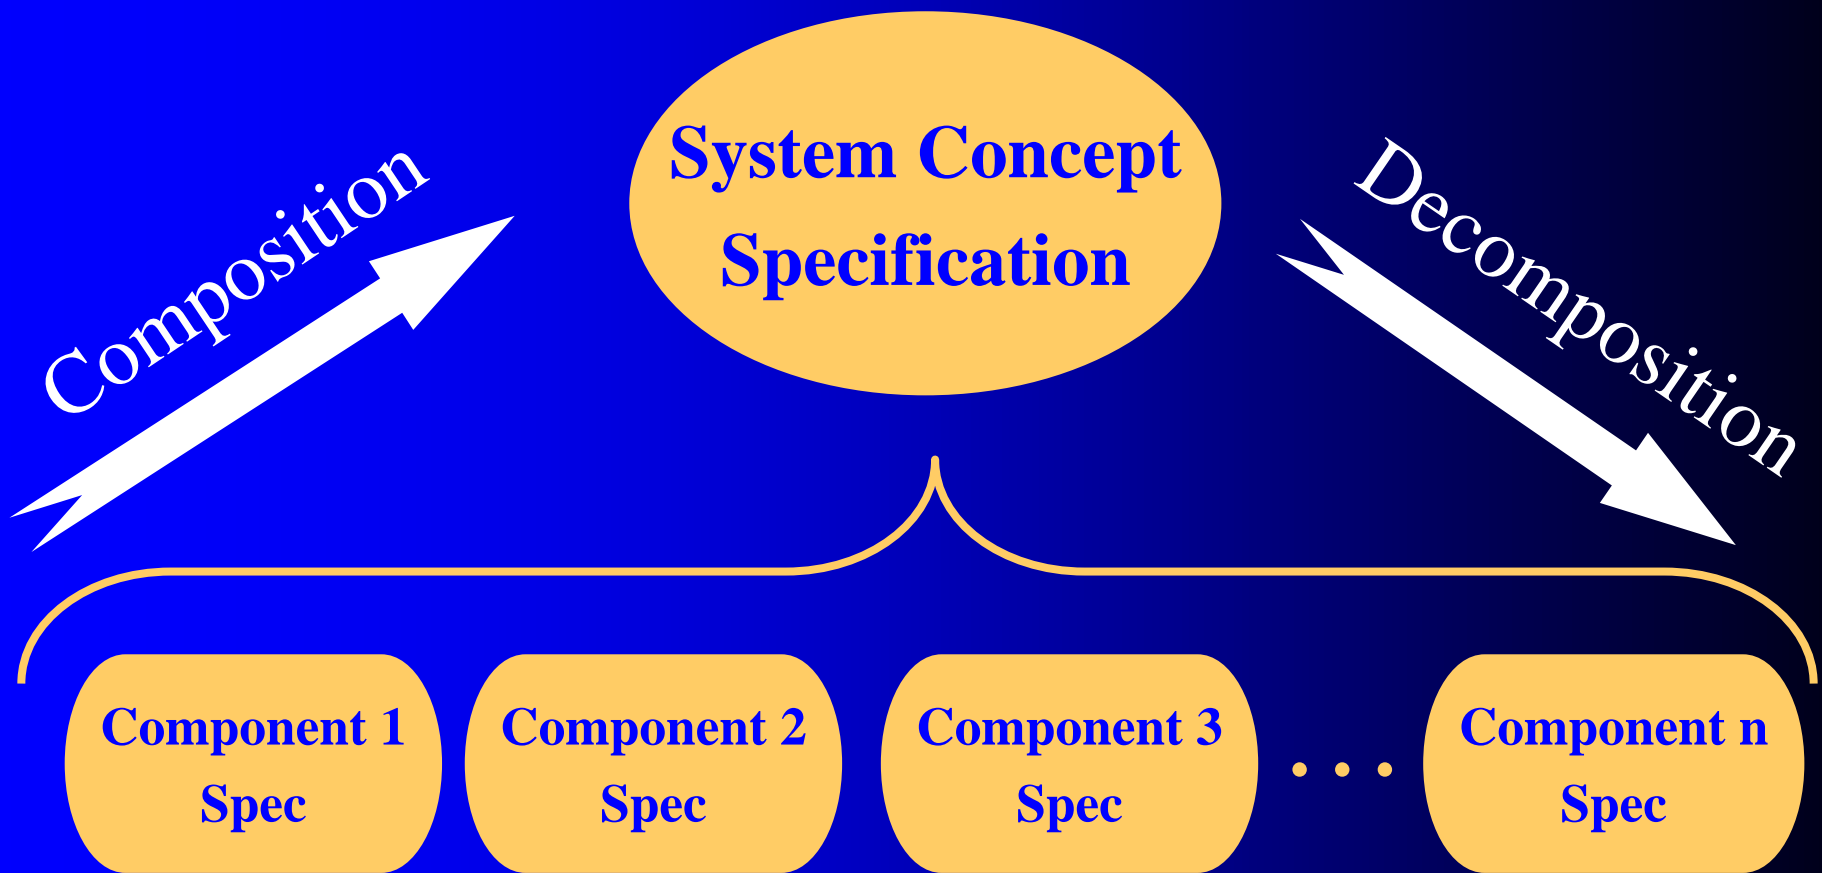 System Concept
Specification
Composition
Decomposition
Component 1
Spec
Component 2
Spec
Component 3
Spec
. . .
Component n
Spec